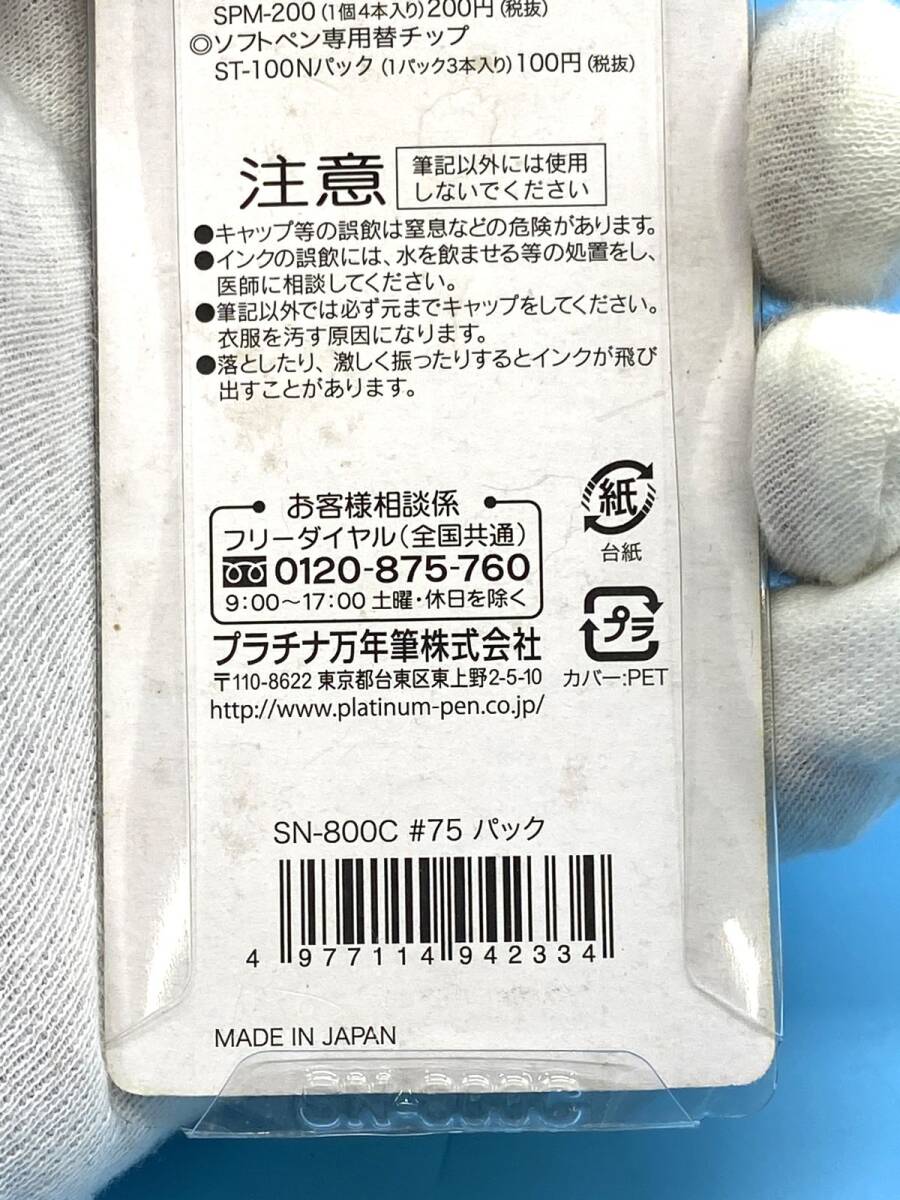 SPM-200 (1個4本入り) 200円 (税抜)
◎ソフトペン専用替チップ
ST-100Nパック (1パック3本入り) 100円 (税抜)
注意
筆記以外には使用
しないでください
●キャップ等の誤飲は窒息などの危険があります。
●インクの誤飲には、水を飲ませる等の処置をし、
医師に相談してください。
●筆記以外では必ず元までキャップをしてください。
衣服を汚す原因になります。
●落としたり、激しく振ったりするとインクが飛び
出すことがあります。
お客様相談係
フリーダイヤル(全国共通)
0120-875-760
9:00～17:00 土曜・休日を除く
紙
台紙
プラ
カバー:PET
プラチナ万年筆株式会社
〒110-8622 東京都台東区東上野2-5-10
http://www.platinum-pen.co.jp/
SN-800C #75 パック
4 977114 942334
MADE IN JAPAN
SN-800C